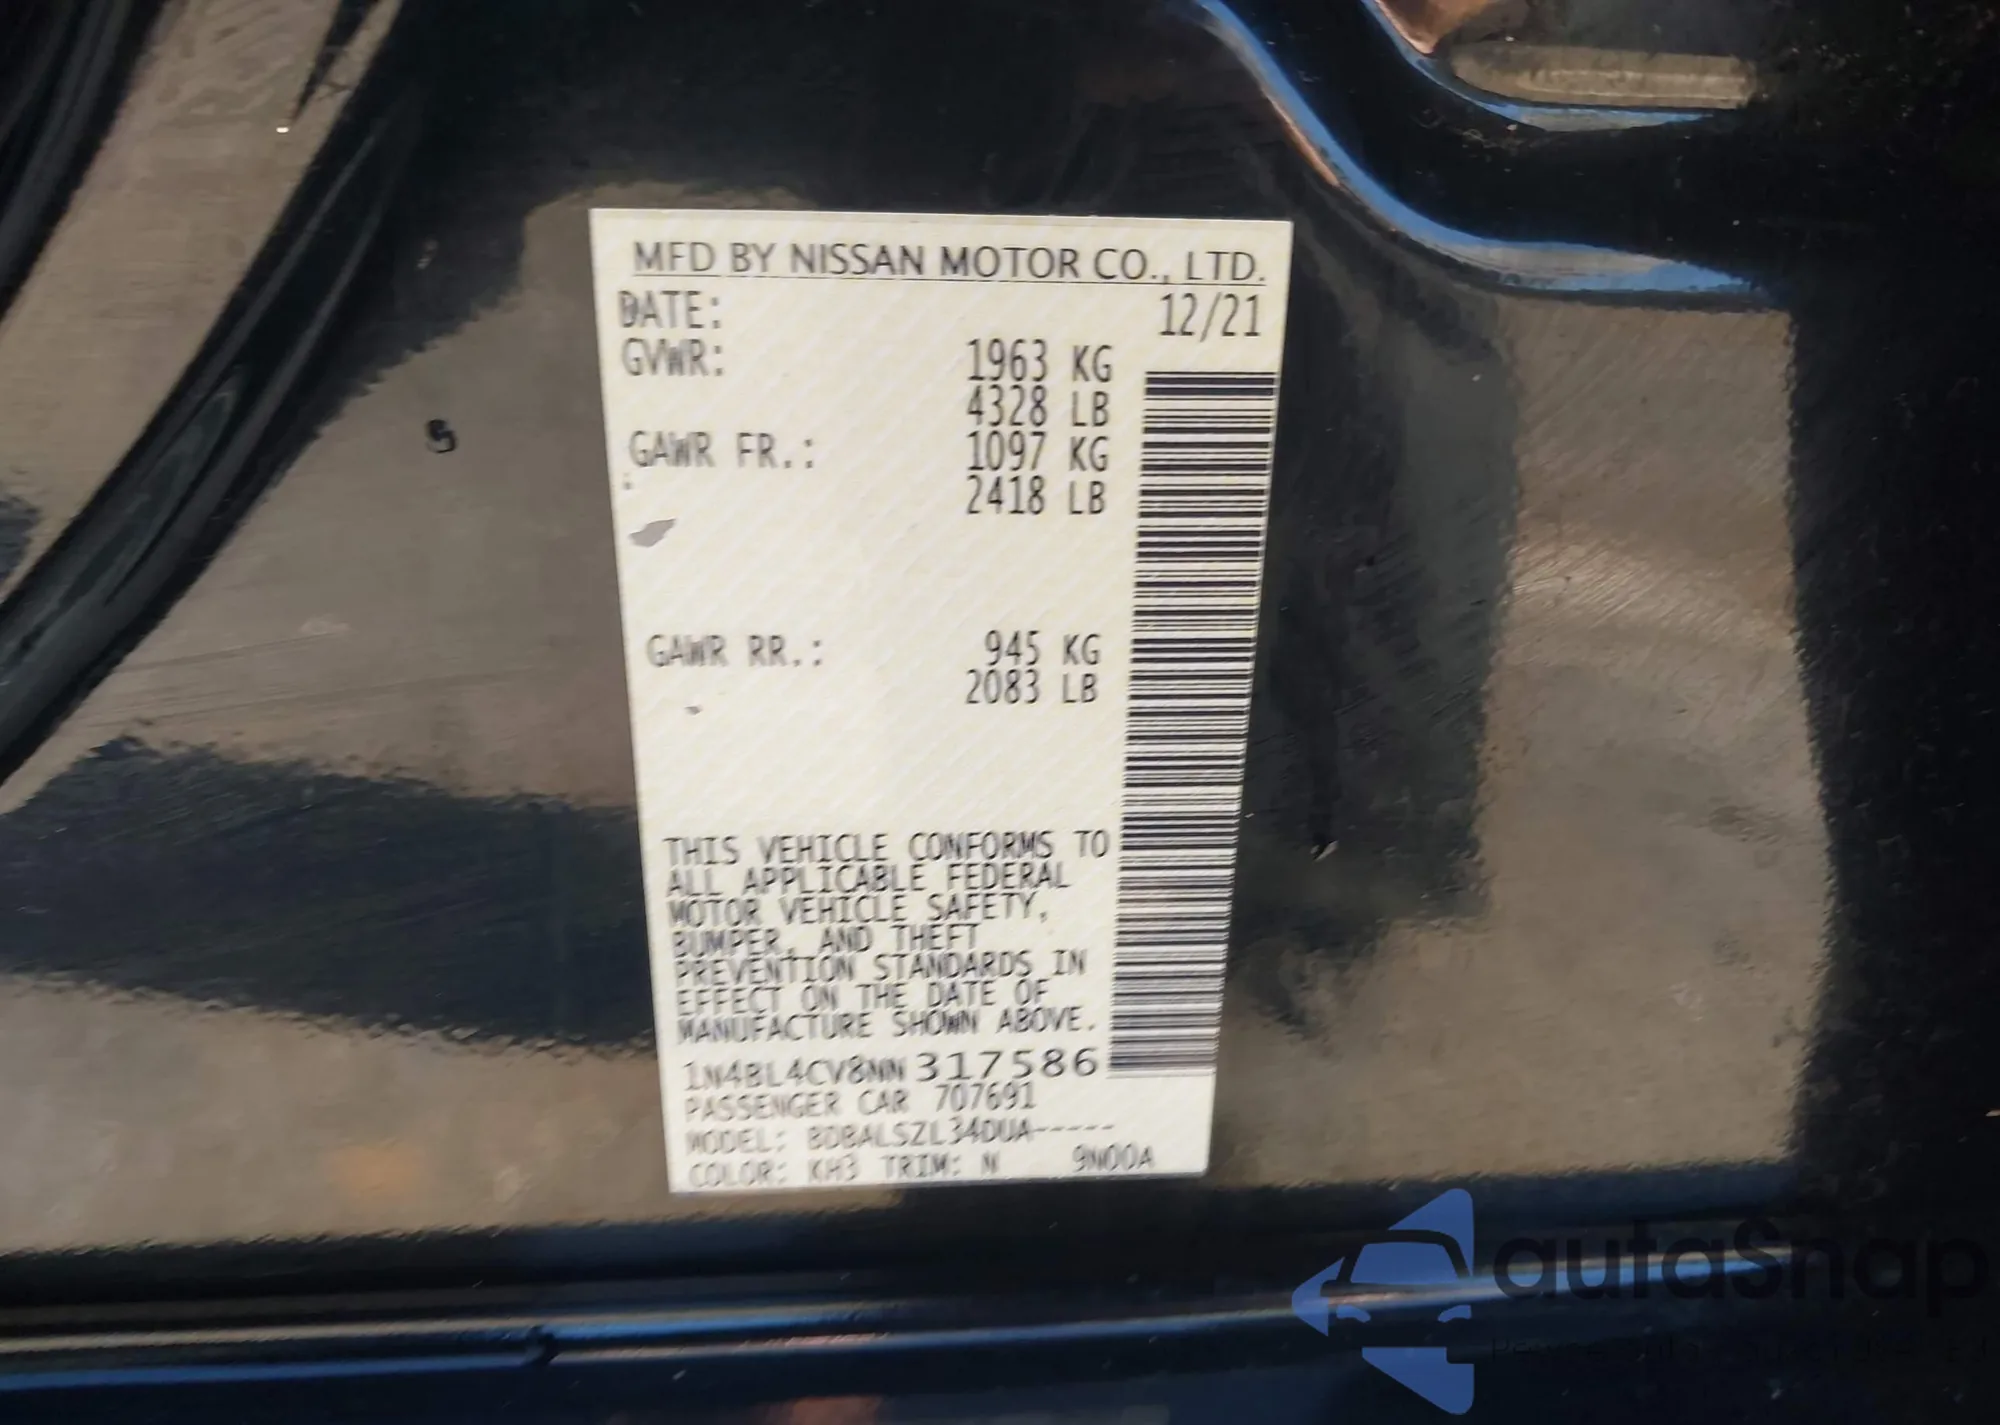 MFD BY NISSAN MOTOR CO., LTD.
DATE: 12/21
GVWR: 1963 KG
4328 LB
GAWR FR.: 1097 KG
2418 LB
GAWR RR.: 945 KG
2083 LB
THIS VEHICLE CONFORMS TO
ALL APPLICABLE FEDERAL
MOTOR VEHICLE SAFETY,
BUMPER, AND THEFT
PREVENTION STANDARDS IN
EFFECT ON THE DATE OF
MANUFACTURE SHOWN ABOVE.
1N4BL4CV8NN317586
PASSENGER CAR 707691
MODEL: BDBALSZL34DUA-----
COLOR: KH3 TRIM: N 9N00A
autaSnap